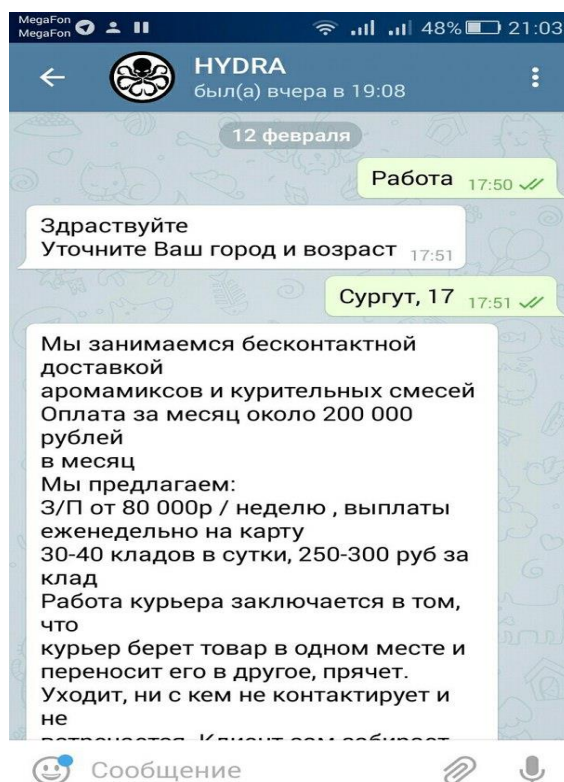 MegaFon
MegaFon
48% 21:03
HYDRA
был(а) вчера в 19:08
12 февраля
Работа 17:50
Здраствуйте
Уточните Ваш город и возраст 17:51
Сургут, 17 17:51
Мы занимаемся бесконтактной
доставкой
аромамиксов и курительных смесей
Оплата за месяц около 200 000
рублей
в месяц
Мы предлагаем:
З/П от 80 000р / неделю , выплаты
еженедельно на карту
30-40 кладов в сутки, 250-300 руб за
клад
Работа курьера заключается в том,
что
курьер берет товар в одном месте и
переносит его в другое, прячет.
Уходит, ни с кем не контактирует и
не
встречается. Клиент сам забирает
Сообщение